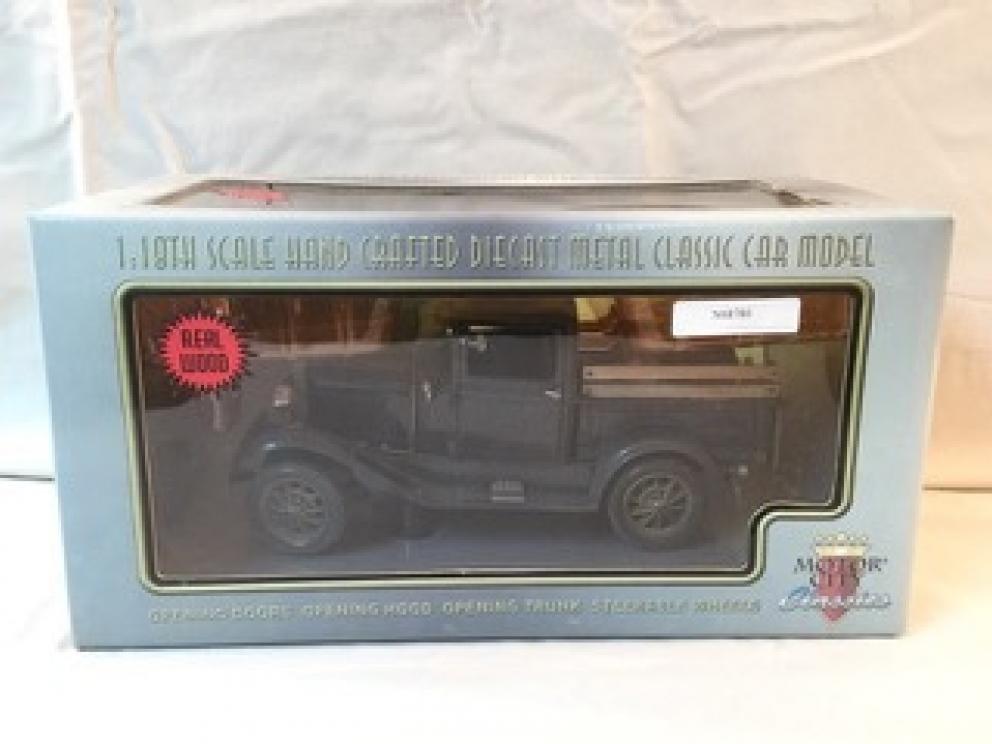 1:18TH SCALE HAND CRAFTED DIECAST METAL CLASSIC CAR MODEL
REAL
WOOD
MOTOR
CITY
Classics
OPENING DOORS OPENING HOOD OPENING TRUNK STEERABLE WHEELS